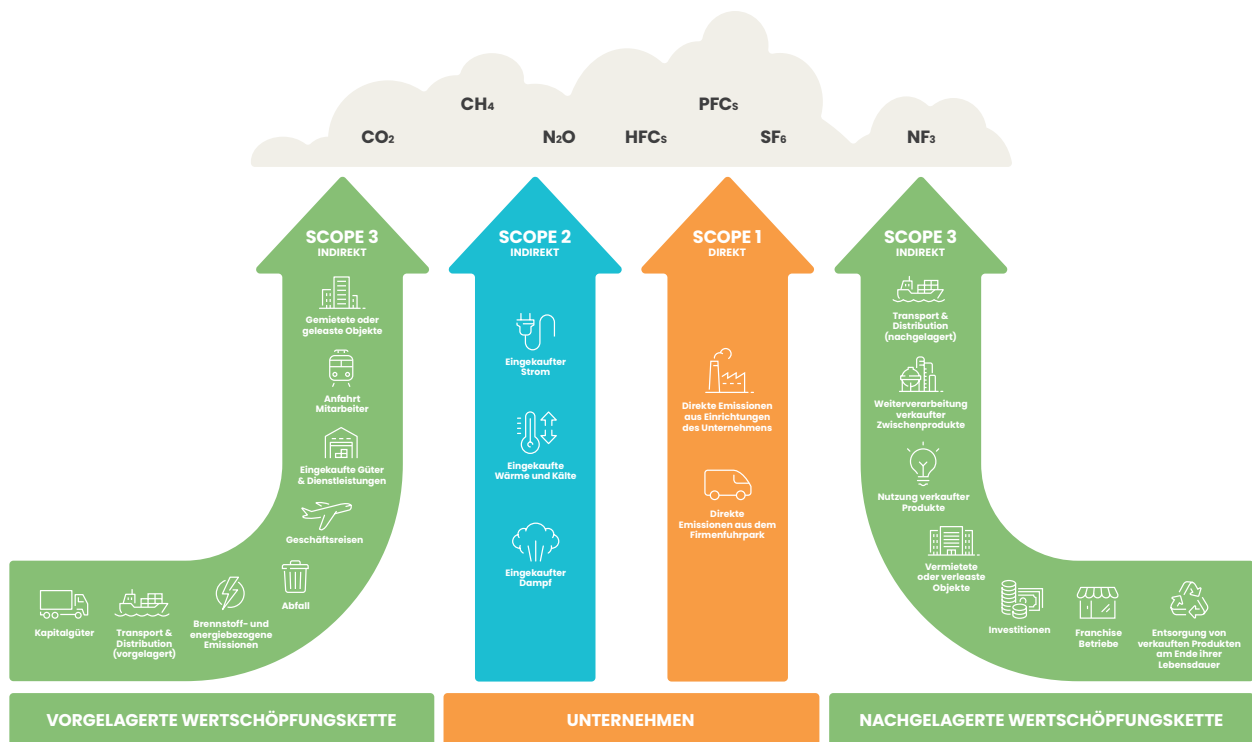 CH4
PFCs
CO2
N2O
HFCs
SF6
NF3
SCOPE 3
INDIREKT
Gemietete oder
geleaste Objekte
Anfahrt
Mitarbeiter
Eingekaufte Güter
& Dienstleistungen
Geschäftsreisen
Abfall
Brennstoff- und
energiebezogene
Emissionen
Transport &
Distribution
(vorgelagert)
Kapitalgüter
SCOPE 2
INDIREKT
Eingekaufter
Strom
Eingekaufte
Wärme und Kälte
Eingekaufter
Dampf
SCOPE 1
DIREKT
Direkte Emissionen
aus Einrichtungen
des Unternehmens
Direkte
Emissionen aus dem
Firmenfuhrpark
SCOPE 3
INDIREKT
Transport &
Distribution
(nachgelagert)
Weiterverarbeitung
verkaufter
Zwischenprodukte
Nutzung verkaufter
Produkte
Vermietete
oder verleaste
Objekte
Investitionen
Franchise
Betriebe
Entsorgung von
verkauften Produkten
am Ende ihrer
Lebensdauer
VORGELAGERTE WERTSCHÖPFUNGSKETTE
UNTERNEHMEN
NACHGELAGERTE WERTSCHÖPFUNGSKETTE